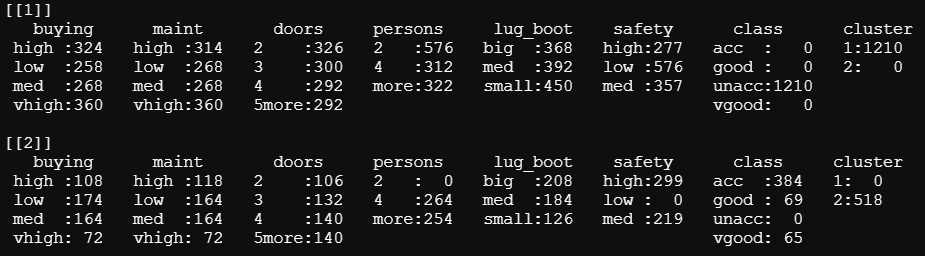 [[1]]
buying maint doors persons lug_boot safety class cluster
high :324 high :314 2 :326 2 :576 big :368 high:277 acc : 0 1:1210
low :258 low :268 3 :300 4 :312 med :392 low :576 good : 0 2: 0
med :268 med :268 4 :292 more:322 small:450 med :357 unacc:1210
vhigh:360 vhigh:360 5more:292 vgood: 0
[[2]]
buying maint doors persons lug_boot safety class cluster
high :108 high :118 2 :106 2 : 0 big :208 high:299 acc :384 1: 0
low :174 low :164 3 :132 4 :264 med :184 low : 0 good : 69 2:518
med :164 med :164 4 :140 more:254 small:126 med :219 unacc: 0
vhigh: 72 vhigh: 72 5more:140 vgood: 65